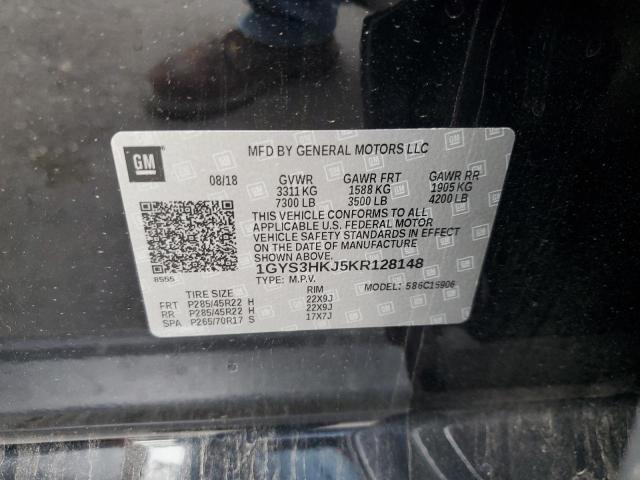 GM
MFD BY GENERAL MOTORS LLC
08/18 GVWR GAWR FRT GAWR RR
3311 KG 1588 KG 1905 KG
7300 LB 3500 LB 4200 LB
THIS VEHICLE CONFORMS TO ALL
APPLICABLE U.S. FEDERAL MOTOR
VEHICLE SAFETY STANDARDS IN EFFECT
ON THE DATE OF MANUFACTURE
SHOWN ABOVE.
1GYS3HKJ5KR128148
8555 TYPE: M.P.V. MODEL: 586C15906
TIRE SIZE RIM
FRT P285/45R22 H 22X9J
RR P285/45R22 H 22X9J
SPA P265/70R17 S 17X7J